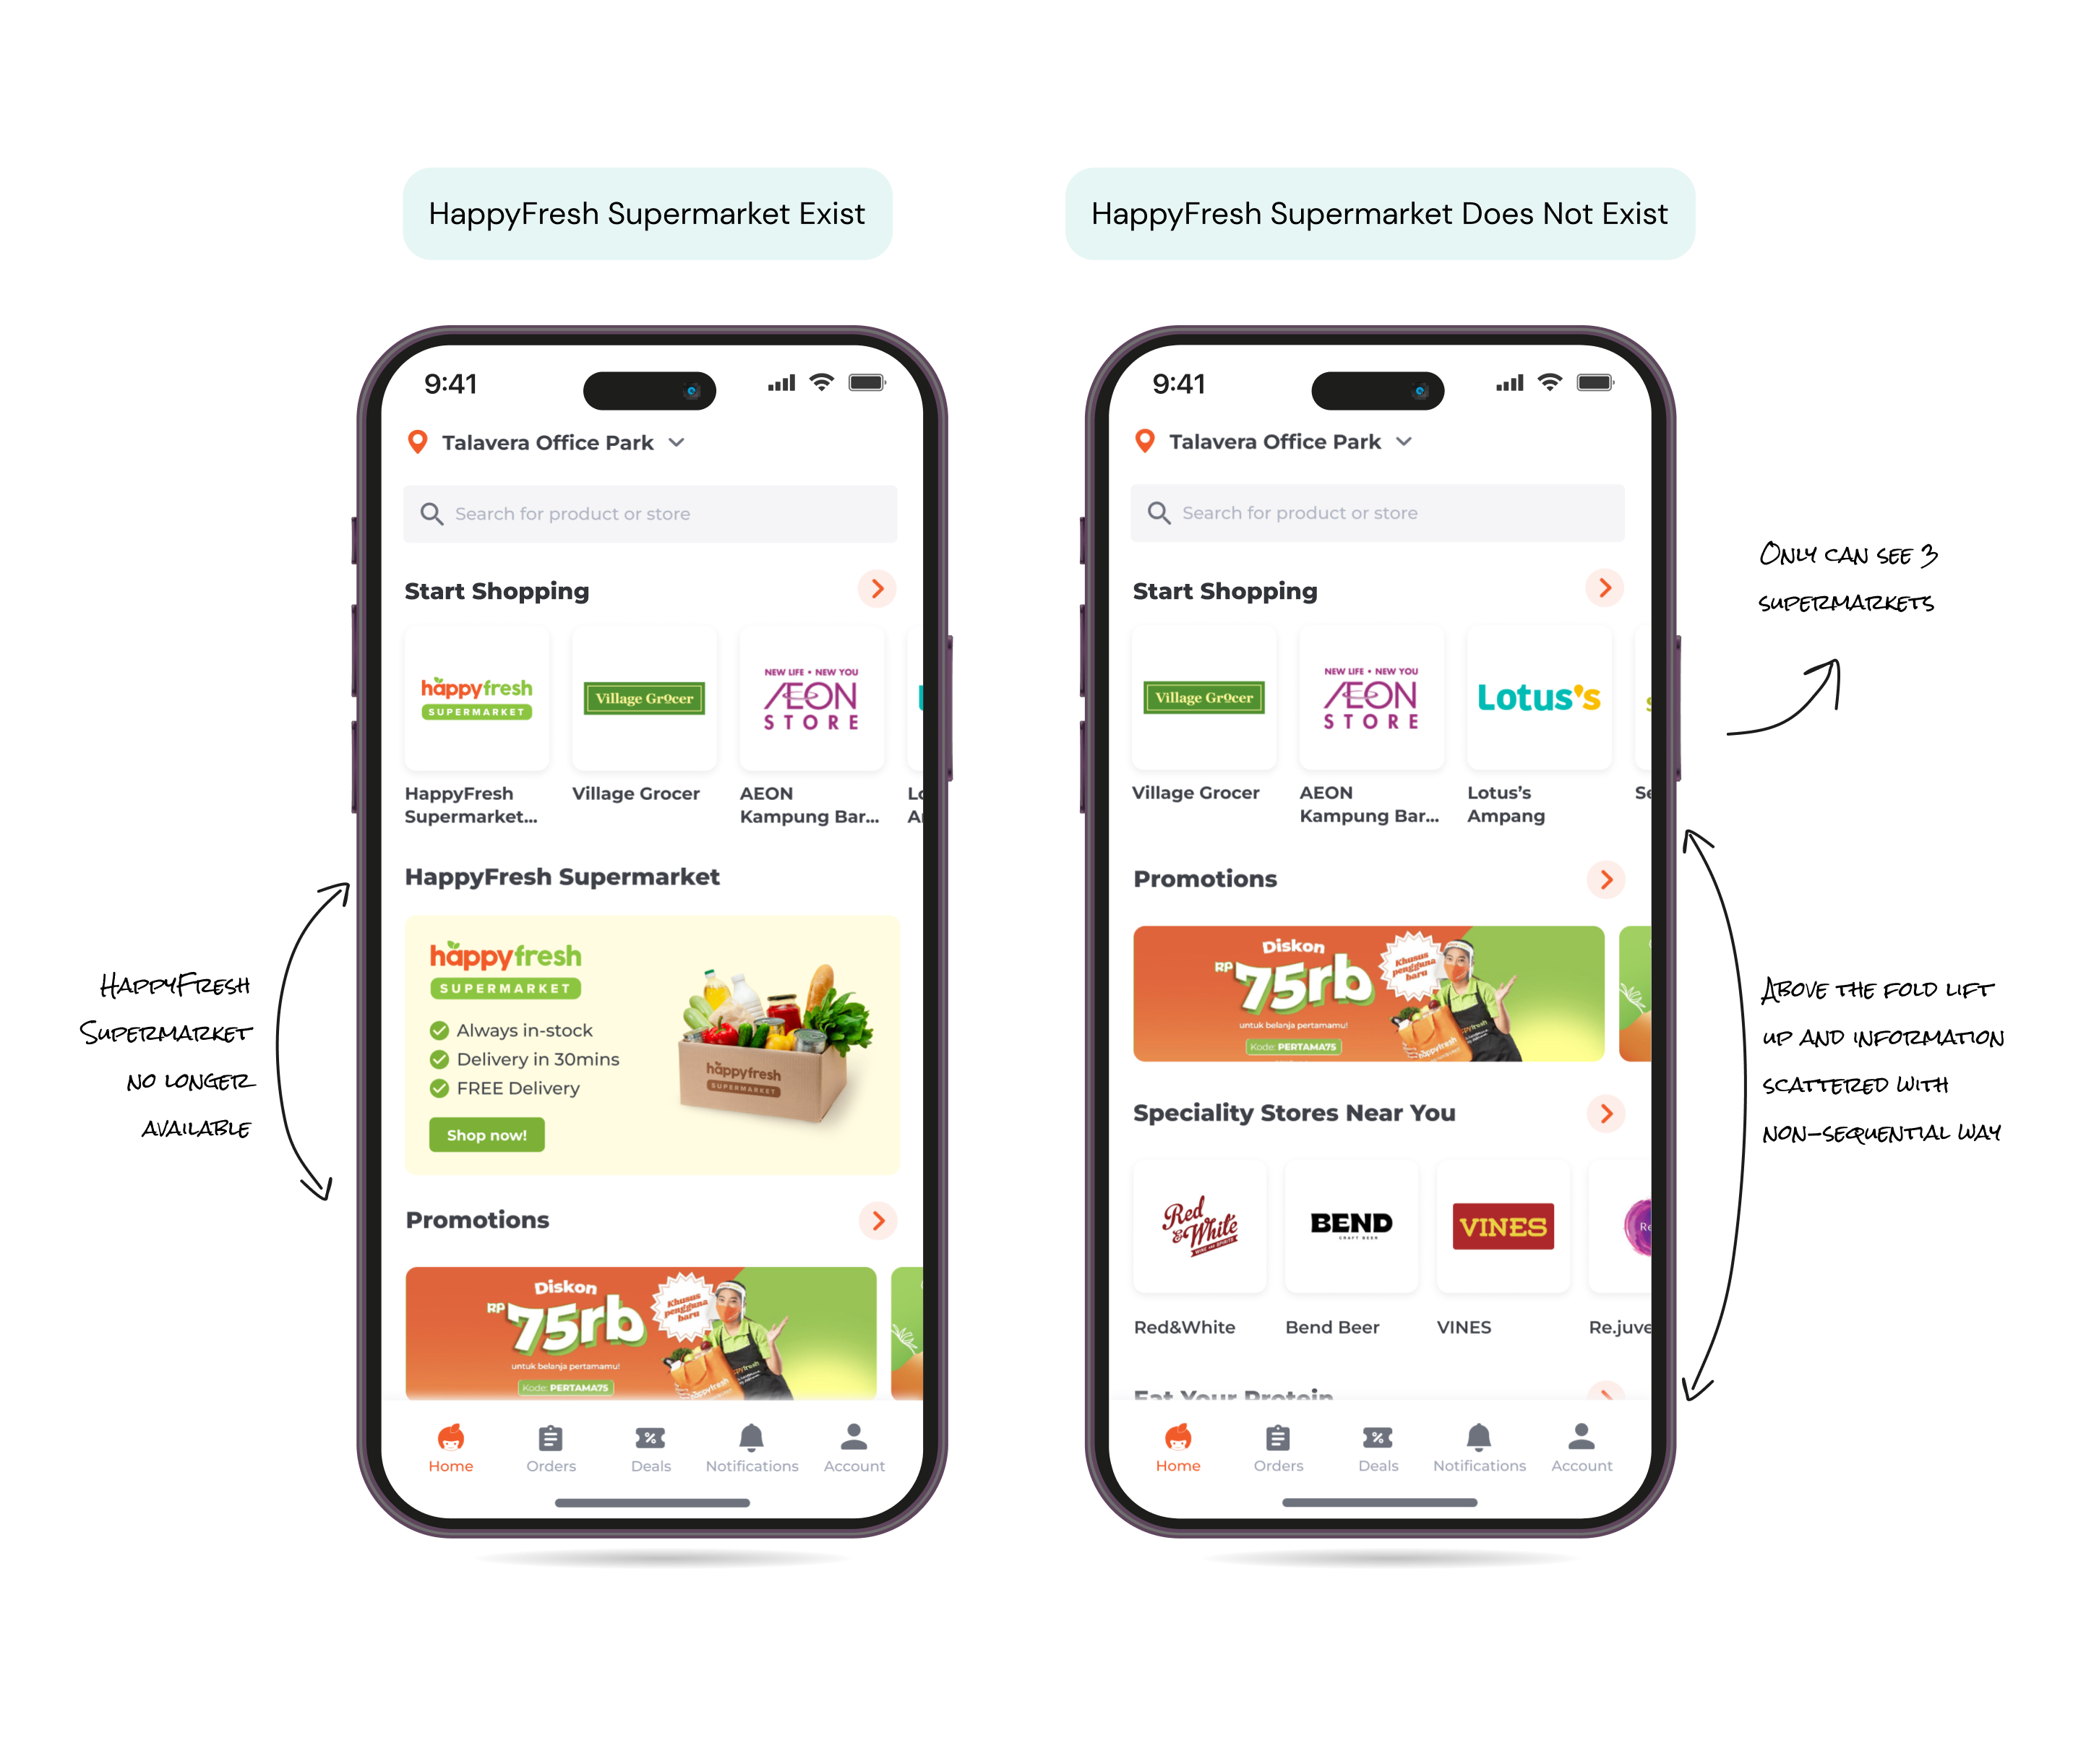 HappyFresh Supermarket Exist
HappyFresh Supermarket Does Not Exist
9:41
Talavera Office Park
Search for product or store
Start Shopping
happyfresh
SUPERMARKET
Village Grocer
NEW LIFE • NEW YOU
AEON
STORE
HappyFresh
Supermarket...
Village Grocer
AEON
Kampung Bar...
Lo
A
HappyFresh Supermarket
happyfresh
SUPERMARKET
Always in-stock
Delivery in 30mins
FREE Delivery
Shop now!
happyfresh
SUPERMARKET
Promotions
Diskon
RP 75rb
Khusus
pengguna
baru
untuk belanja pertamamu!
Kode: PERTAMA75
happyfresh
Home
Orders
Deals
Notifications
Account
HappyFresh
Supermarket
no longer
available
9:41
Talavera Office Park
Search for product or store
Start Shopping
Village Grocer
NEW LIFE • NEW YOU
AEON
STORE
Lotus's
Village Grocer
AEON
Kampung Bar...
Lotus's
Ampang
Se
Promotions
Diskon
RP 75rb
Khusus
pengguna
baru
untuk belanja pertamamu!
Kode: PERTAMA75
happyfresh
Speciality Stores Near You
Red
&White
WINE AND SPIRITS
BEND
CRAFT BEER
VINES
Re
Red&White
Bend Beer
VINES
Re.juve
Eat Your Protein
Home
Orders
Deals
Notifications
Account
Only can see 3
supermarkets
Above the fold lift
up and information
scattered with
non-sequential way